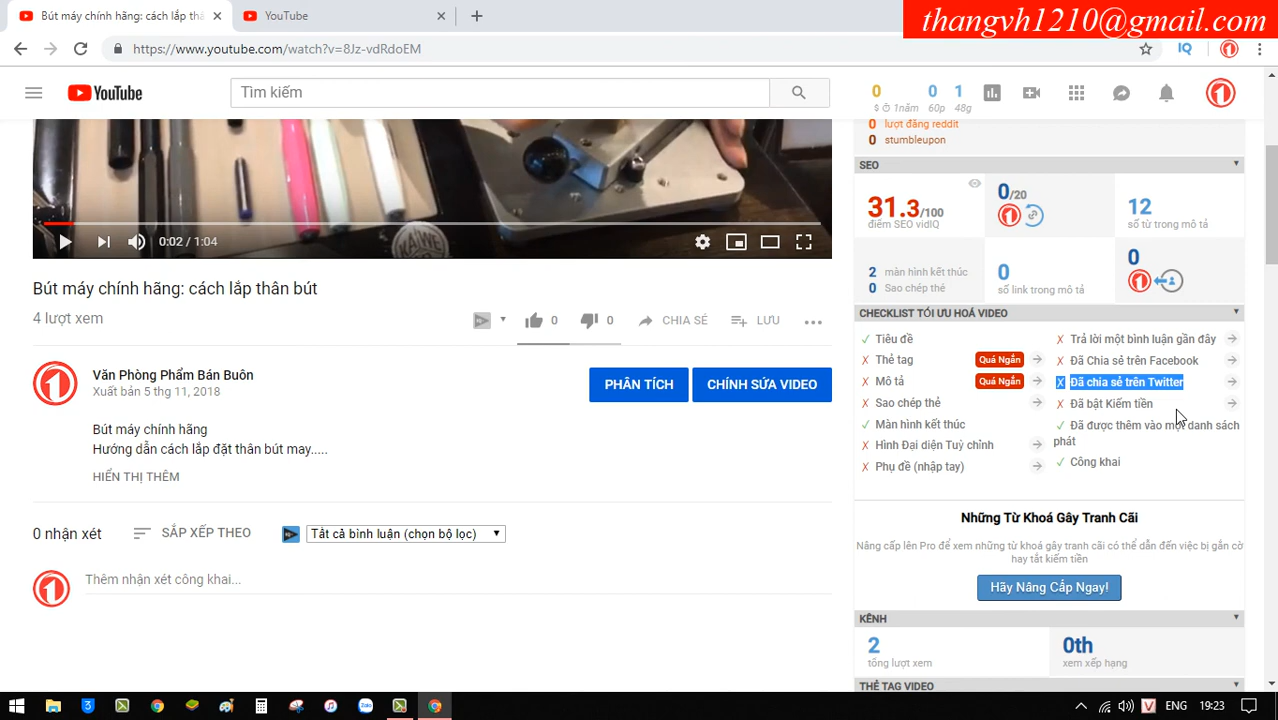 Bút máy chính hãng: cách lắp thâ
YouTube
thangvh1210@gmail.com
https://www.youtube.com/watch?v=8Jz-vdRdoEM
IQ
YouTube
Tìm kiếm
0 0 1
$ 1năm 60p 48g
KAWE
0:02 / 1:04
Bút máy chính hãng: cách lắp thân bút
4 lượt xem
0 0 CHIA SẺ LƯU
Văn Phòng Phẩm Bán Buôn
Xuất bản 5 thg 11, 2018
PHÂN TÍCH CHỈNH SỬA VIDEO
Bút máy chính hãng
Hướng dẫn cách lắp đặt thân bút may.....
HIỂN THỊ THÊM
0 nhận xét SẮP XẾP THEO Tất cả bình luận (chọn bộ lọc)
Thêm nhận xét công khai...
0 lượt đăng reddit
0 stumbleupon
SEO
31.3/100
điểm SEO vidIQ
0/20
12
số từ trong mô tả
2 màn hình kết thúc
0 Sao chép thẻ
0
số link trong mô tả
0
CHECKLIST TỐI ƯU HOÁ VIDEO
✓ Tiêu đề
✗ Thẻ tag Quá Ngắn
✗ Mô tả Quá Ngắn
✗ Sao chép thẻ
✓ Màn hình kết thúc
✗ Hình Đại diện Tuỳ chỉnh
✗ Phụ đề (nhập tay)
✗ Trả lời một bình luận gần đây
✗ Đã Chia sẻ trên Facebook
✗ Đã chia sẻ trên Twitter
✗ Đã bật Kiếm tiền
✓ Đã được thêm vào một danh sách
phát
✓ Công khai
Những Từ Khoá Gây Tranh Cãi
Nâng cấp lên Pro để xem những từ khoá gây tranh cãi có thể dẫn đến việc bị gắn cờ
hay tắt kiếm tiền
Hãy Nâng Cấp Ngay!
KÊNH
2
tổng lượt xem
0th
xem xếp hạng
THẺ TAG VIDEO
Zalo
V ENG 19:23